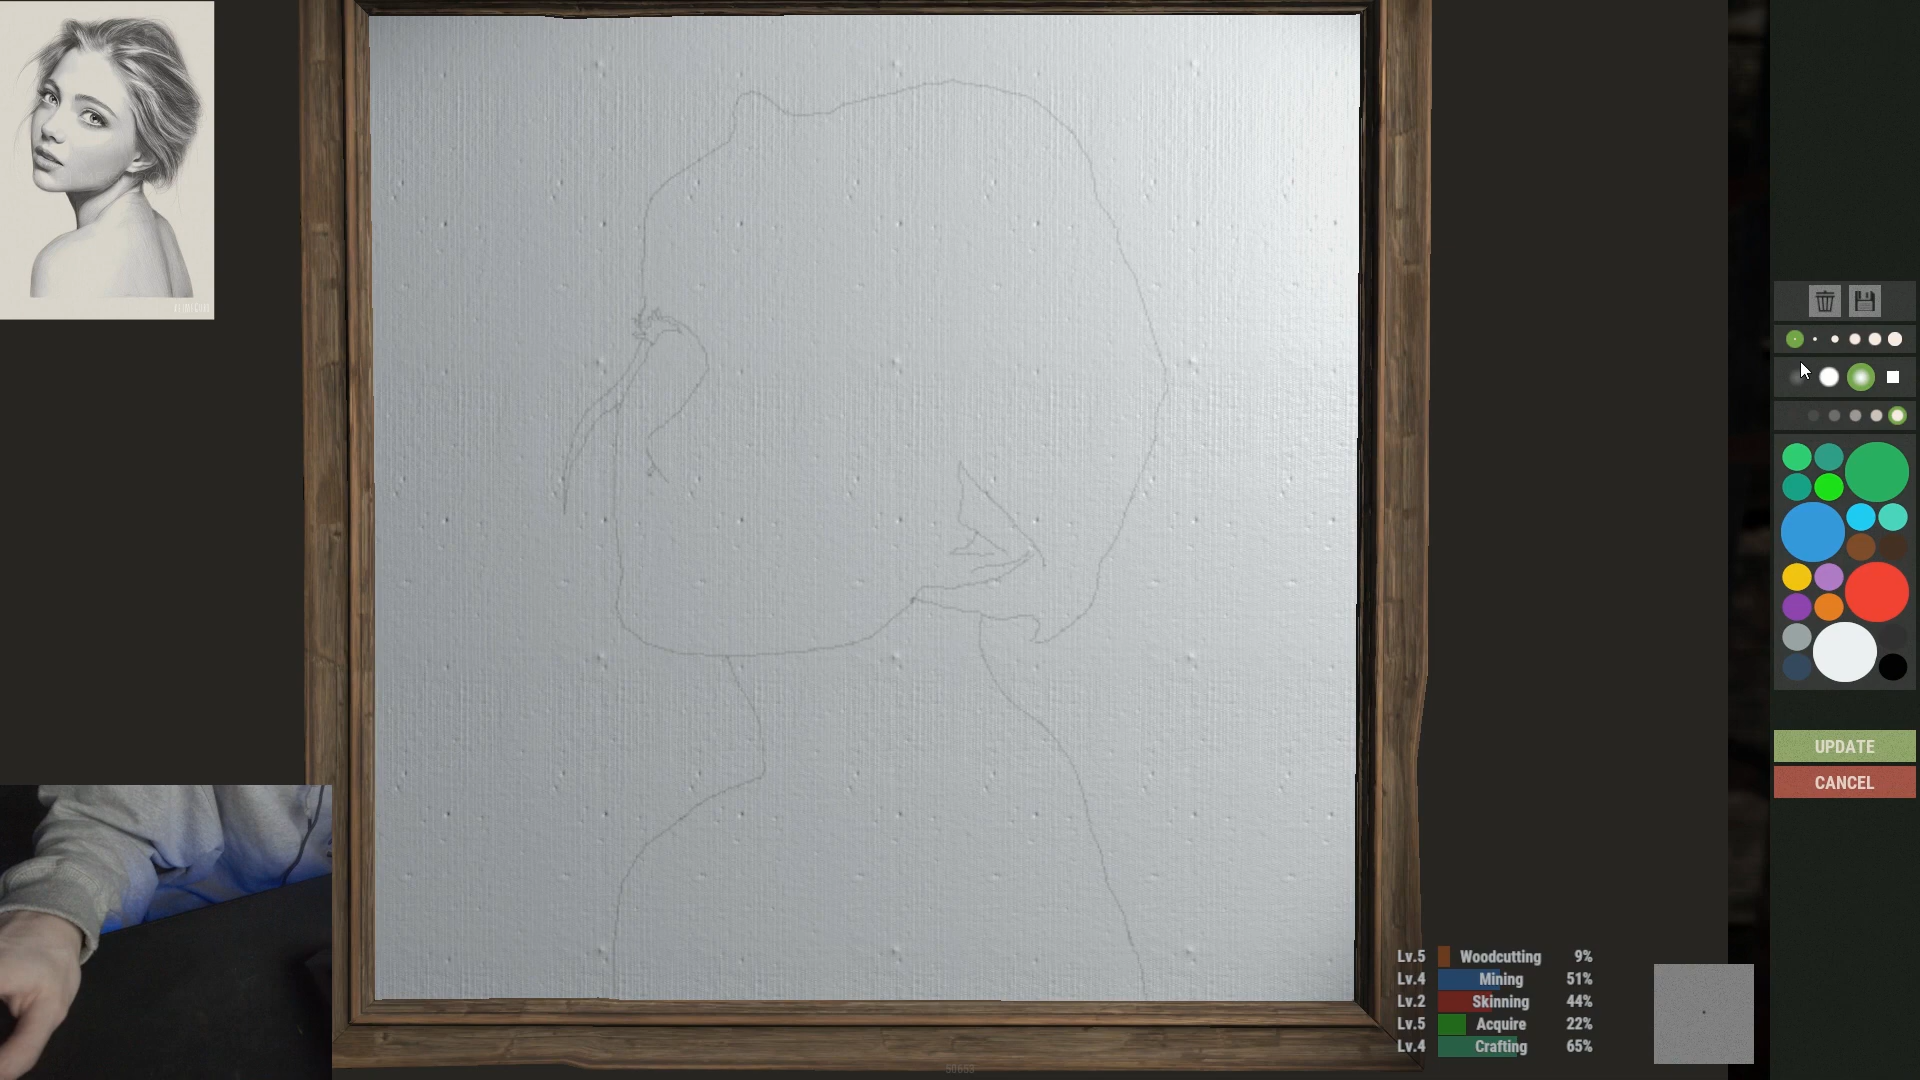 UPDATE
CANCEL
Lv.5 Woodcutting 9%
Lv.4 Mining 51%
Lv.2 Skinning 44%
Lv.5 Acquire 22%
Lv.4 Crafting 65%
50653